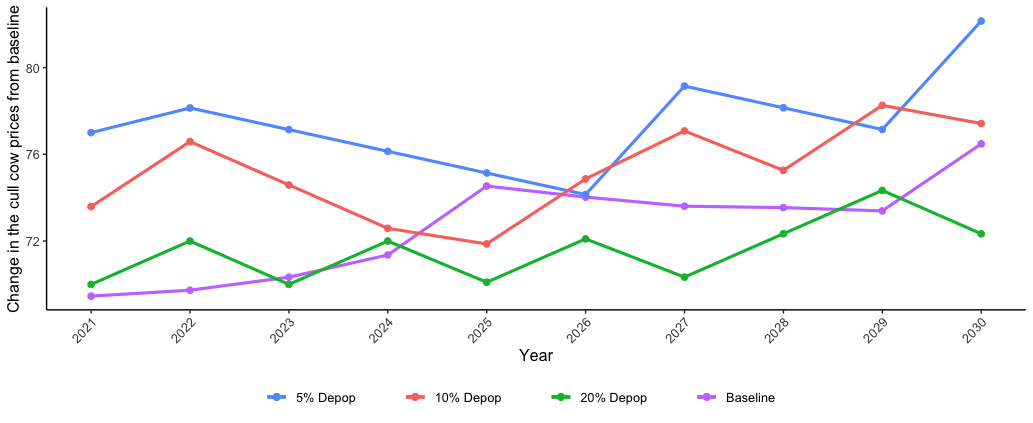 Change in the cull cow prices from baseline
80
76
72
2021 2022 2023 2024 2025 2026 2027 2028 2029 2030
Year
5% Depop 10% Depop 20% Depop Baseline